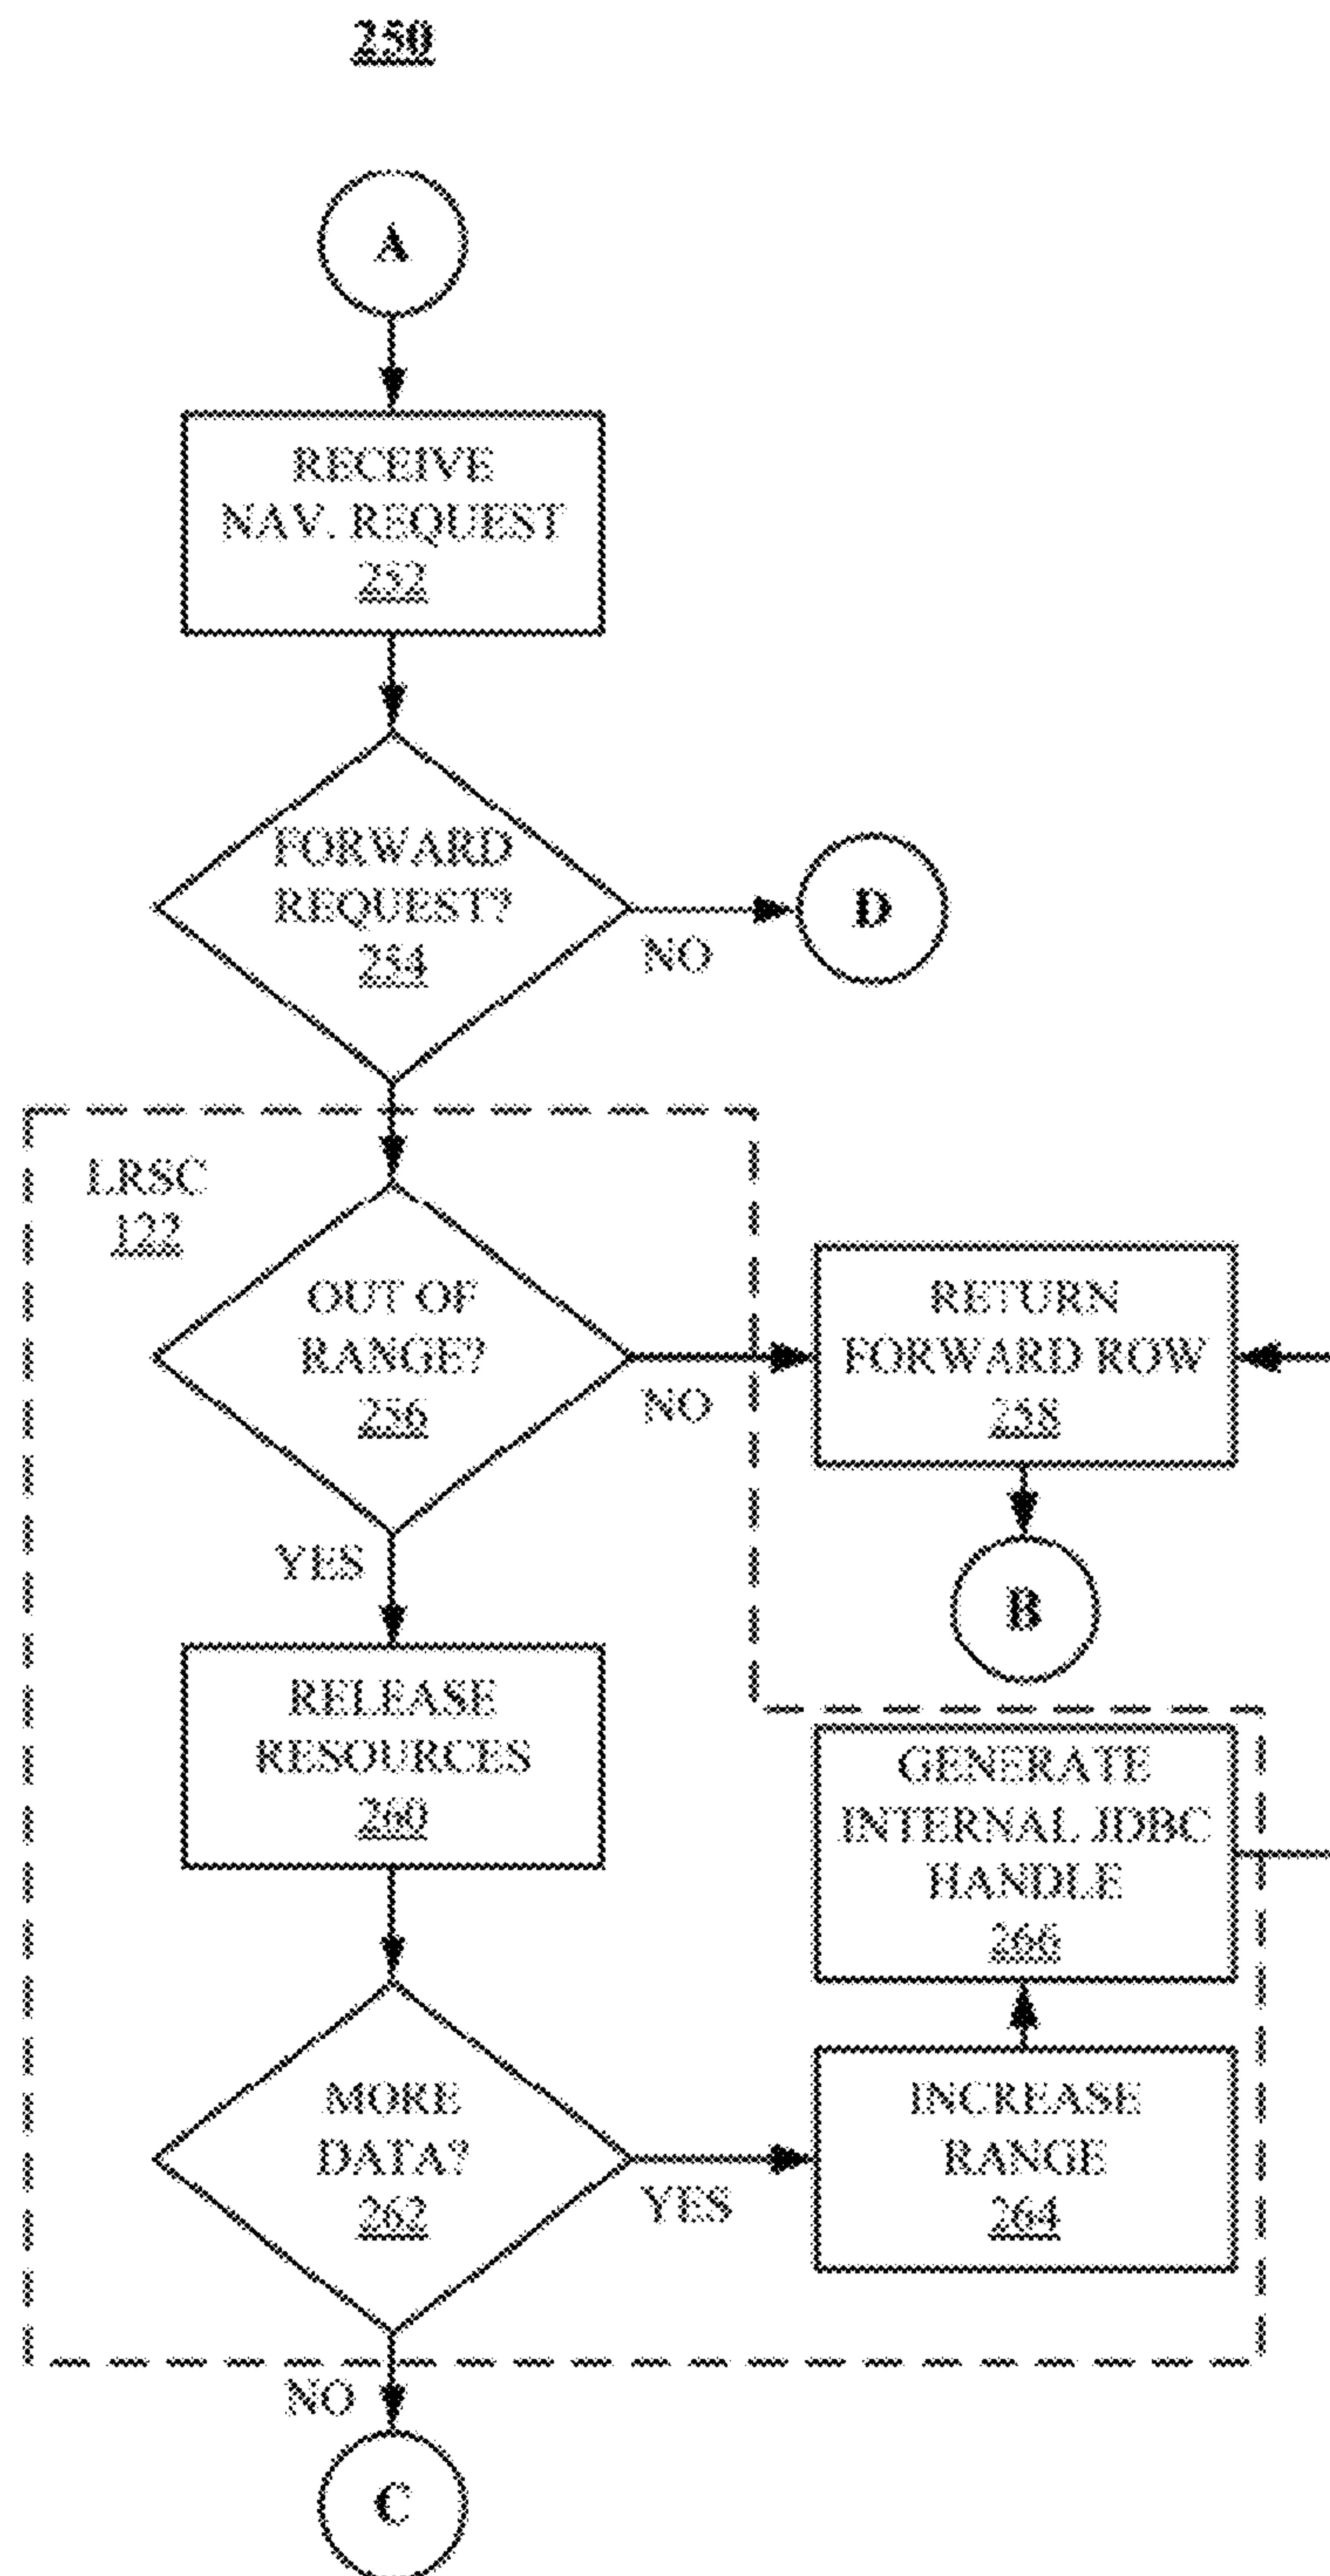 250
A
RECEIVE
NAV. REQUEST
252
FORWARD
REQUEST?
254
NO
D
LRSC
122
OUT OF
RANGE?
256
NO
RETURN
FORWARD ROW
258
B
YES
RELEASE
RESOURCES
260
GENERATE
INTERNAL JDBC
HANDLE
266
MORE
DATA?
262
YES
INCREASE
RANGE
264
NO
C